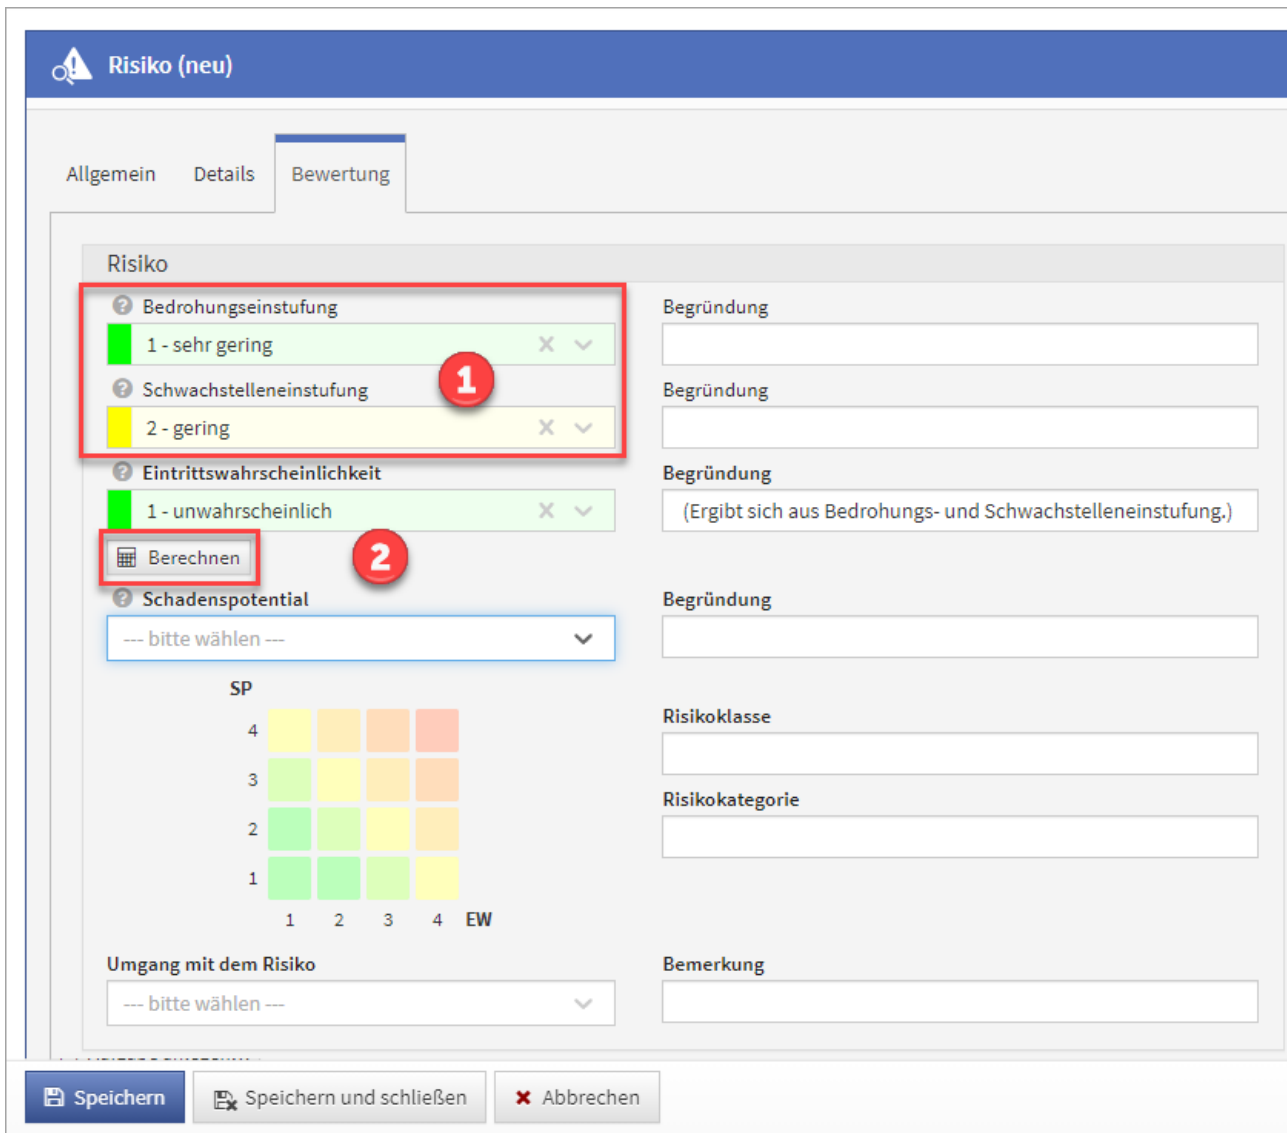 Risiko (neu)
Allgemein Details Bewertung
Risiko
Bedrohungseinstufung Begründung
1 - sehr gering
1
Schwachstelleneinstufung Begründung
2 - gering
Eintrittswahrscheinlichkeit Begründung
1 - unwahrscheinlich (Ergibt sich aus Bedrohungs- und Schwachstelleneinstufung.)
Berechnen
2
Schadenspotential Begründung
--- bitte wählen ---
SP
4
Risikoklasse
3
Risikokategorie
2
1
1 2 3 4 EW
Umgang mit dem Risiko Bemerkung
--- bitte wählen ---
Speichern Speichern und schließen Abbrechen